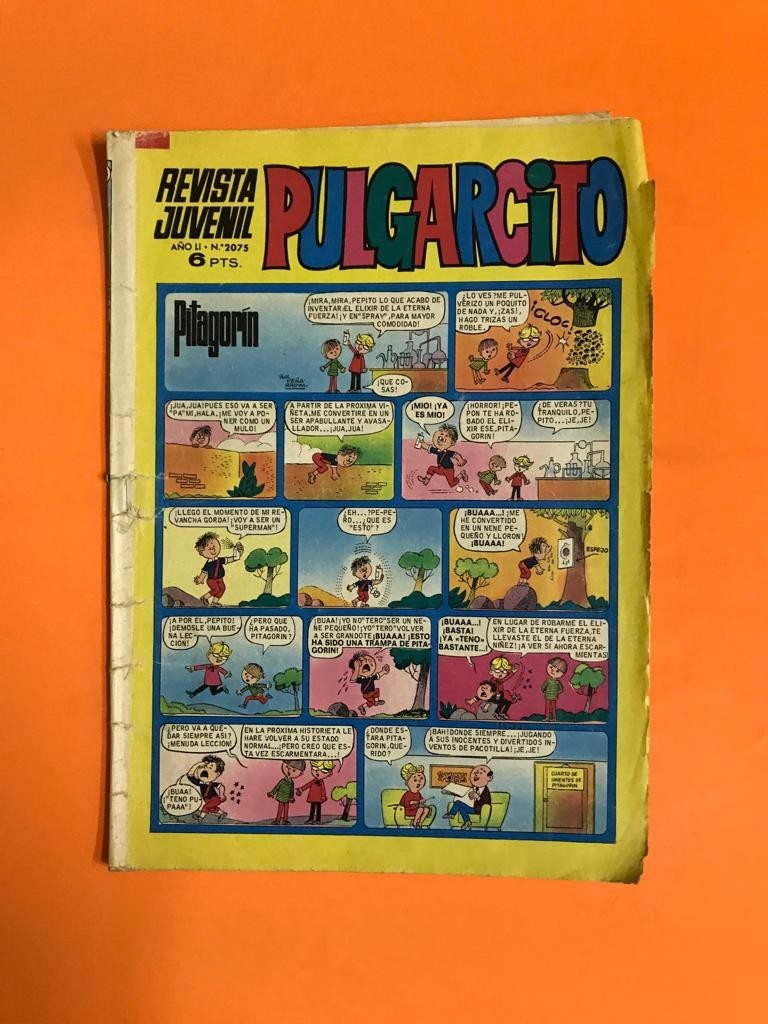 REVISTA
JUVENIL
PULGARCITO
AÑO LI • N.º 2075
6 PTS.
Pitagorín
POR
PEÑA
RROYA-
¡MIRA, MIRA, PEPITO LO QUE ACABO DE
INVENTAR: EL ELIXIR DE LA ETERNA
FUERZA! ¡Y EN "SPRAY", PARA MAYOR
COMODIDAD!
¡QUE CO-
SAS!
¿LO VES? ME PUL-
VERIZO UN POQUITO
DE NADA Y, ¡ZAS!,
HAGO TRIZAS UN
ROBLE.
¡CLOC!
¡JUA, JUA! PUES ESO VA A SER
"PA" MI, HALA. ¡ME VOY A PO-
NER COMO UN
MULO!
A PARTIR DE LA PROXIMA VI-
ÑETA, ME CONVERTIRE EN UN
SER APABULLANTE Y AVASA-
LLADOR... ¡JUA, JUA!
¡MIO! ¡YA
ES MIO!
¡HORROR! ¡PE-
PON TE HA RO-
BADO EL ELI-
XIR ESE, PITA-
GORIN!
¿DE VERAS? TU
TRANQUILO, PE-
PITO... ¡JE, JE!
¡LLEGO EL MOMENTO DE MI RE-
VANCHA GORDA! ¡VOY A SER UN
"SUPERMAN"!
¿EH...? ¿PE-PE-
RO... ¿QUE ES
"ESTO"?
¡BUAAA...! ¡ME
HE CONVERTIDO
EN UN NENE PE-
QUEÑO Y LLORON!
¡BUAAA!
ESPEJO
¡A POR EL, PEPITO!
¡DEMOSLE UNA BUE-
NA LEC-
CION!
¿PERO QUE
HA PASADO,
PITAGORIN?
¡BUAA! ¡YO NO "TERO" SER UN NE-
NE PEQUEÑO! ¡YO "TERO" VOLVER
A SER GRANDOTE ¡BUAAA! ¡ESTO
HA SIDO UNA TRAMPA DE PITA-
GORIN!
¡BUAAA...!
¡BASTA!
¡YA «TENO»
BASTANTE...!
EN LUGAR DE ROBARME EL ELI-
XIR DE LA ETERNA FUERZA, TE
LLEVASTE EL DE LA ETERNA
NIÑEZ! ¡A VER SI AHORA ESCAR-
MIENTAS!
¿PERO VA A QUE-
DAR SIEMPRE ASI?
¡MENUDA LECCION!
¡BUAA!
¡"TENO PU-
PAAA"!
EN LA PROXIMA HISTORIETA LE
HARE VOLVER A SU ESTADO
NORMAL... ¡PERO CREO QUE ES-
TA VEZ ESCARMENTARA...!
¿DONDE ES-
TARA PITA-
GORIN, QUE-
RIDO?
¡BAH! DONDE SIEMPRE... ¡JUGANDO
A SUS INOCENTES Y DIVERTIDOS IN-
VENTOS DE PACOTILLA! ¡JE, JE!
CUARTO DE
INVENTOS DE
PITAGORIN